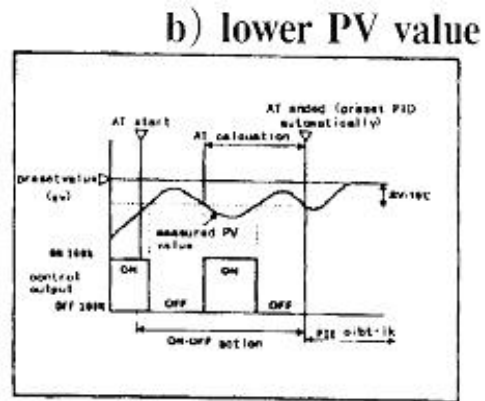 b) lower PV value
AT ended (preset PID
automatically)
AT start
AT calcuation
preset value
(sv)
measured PV
value
ON 100%
ON
ON
control
output
OFF
OFF
OFF 100%
ON-OFF action